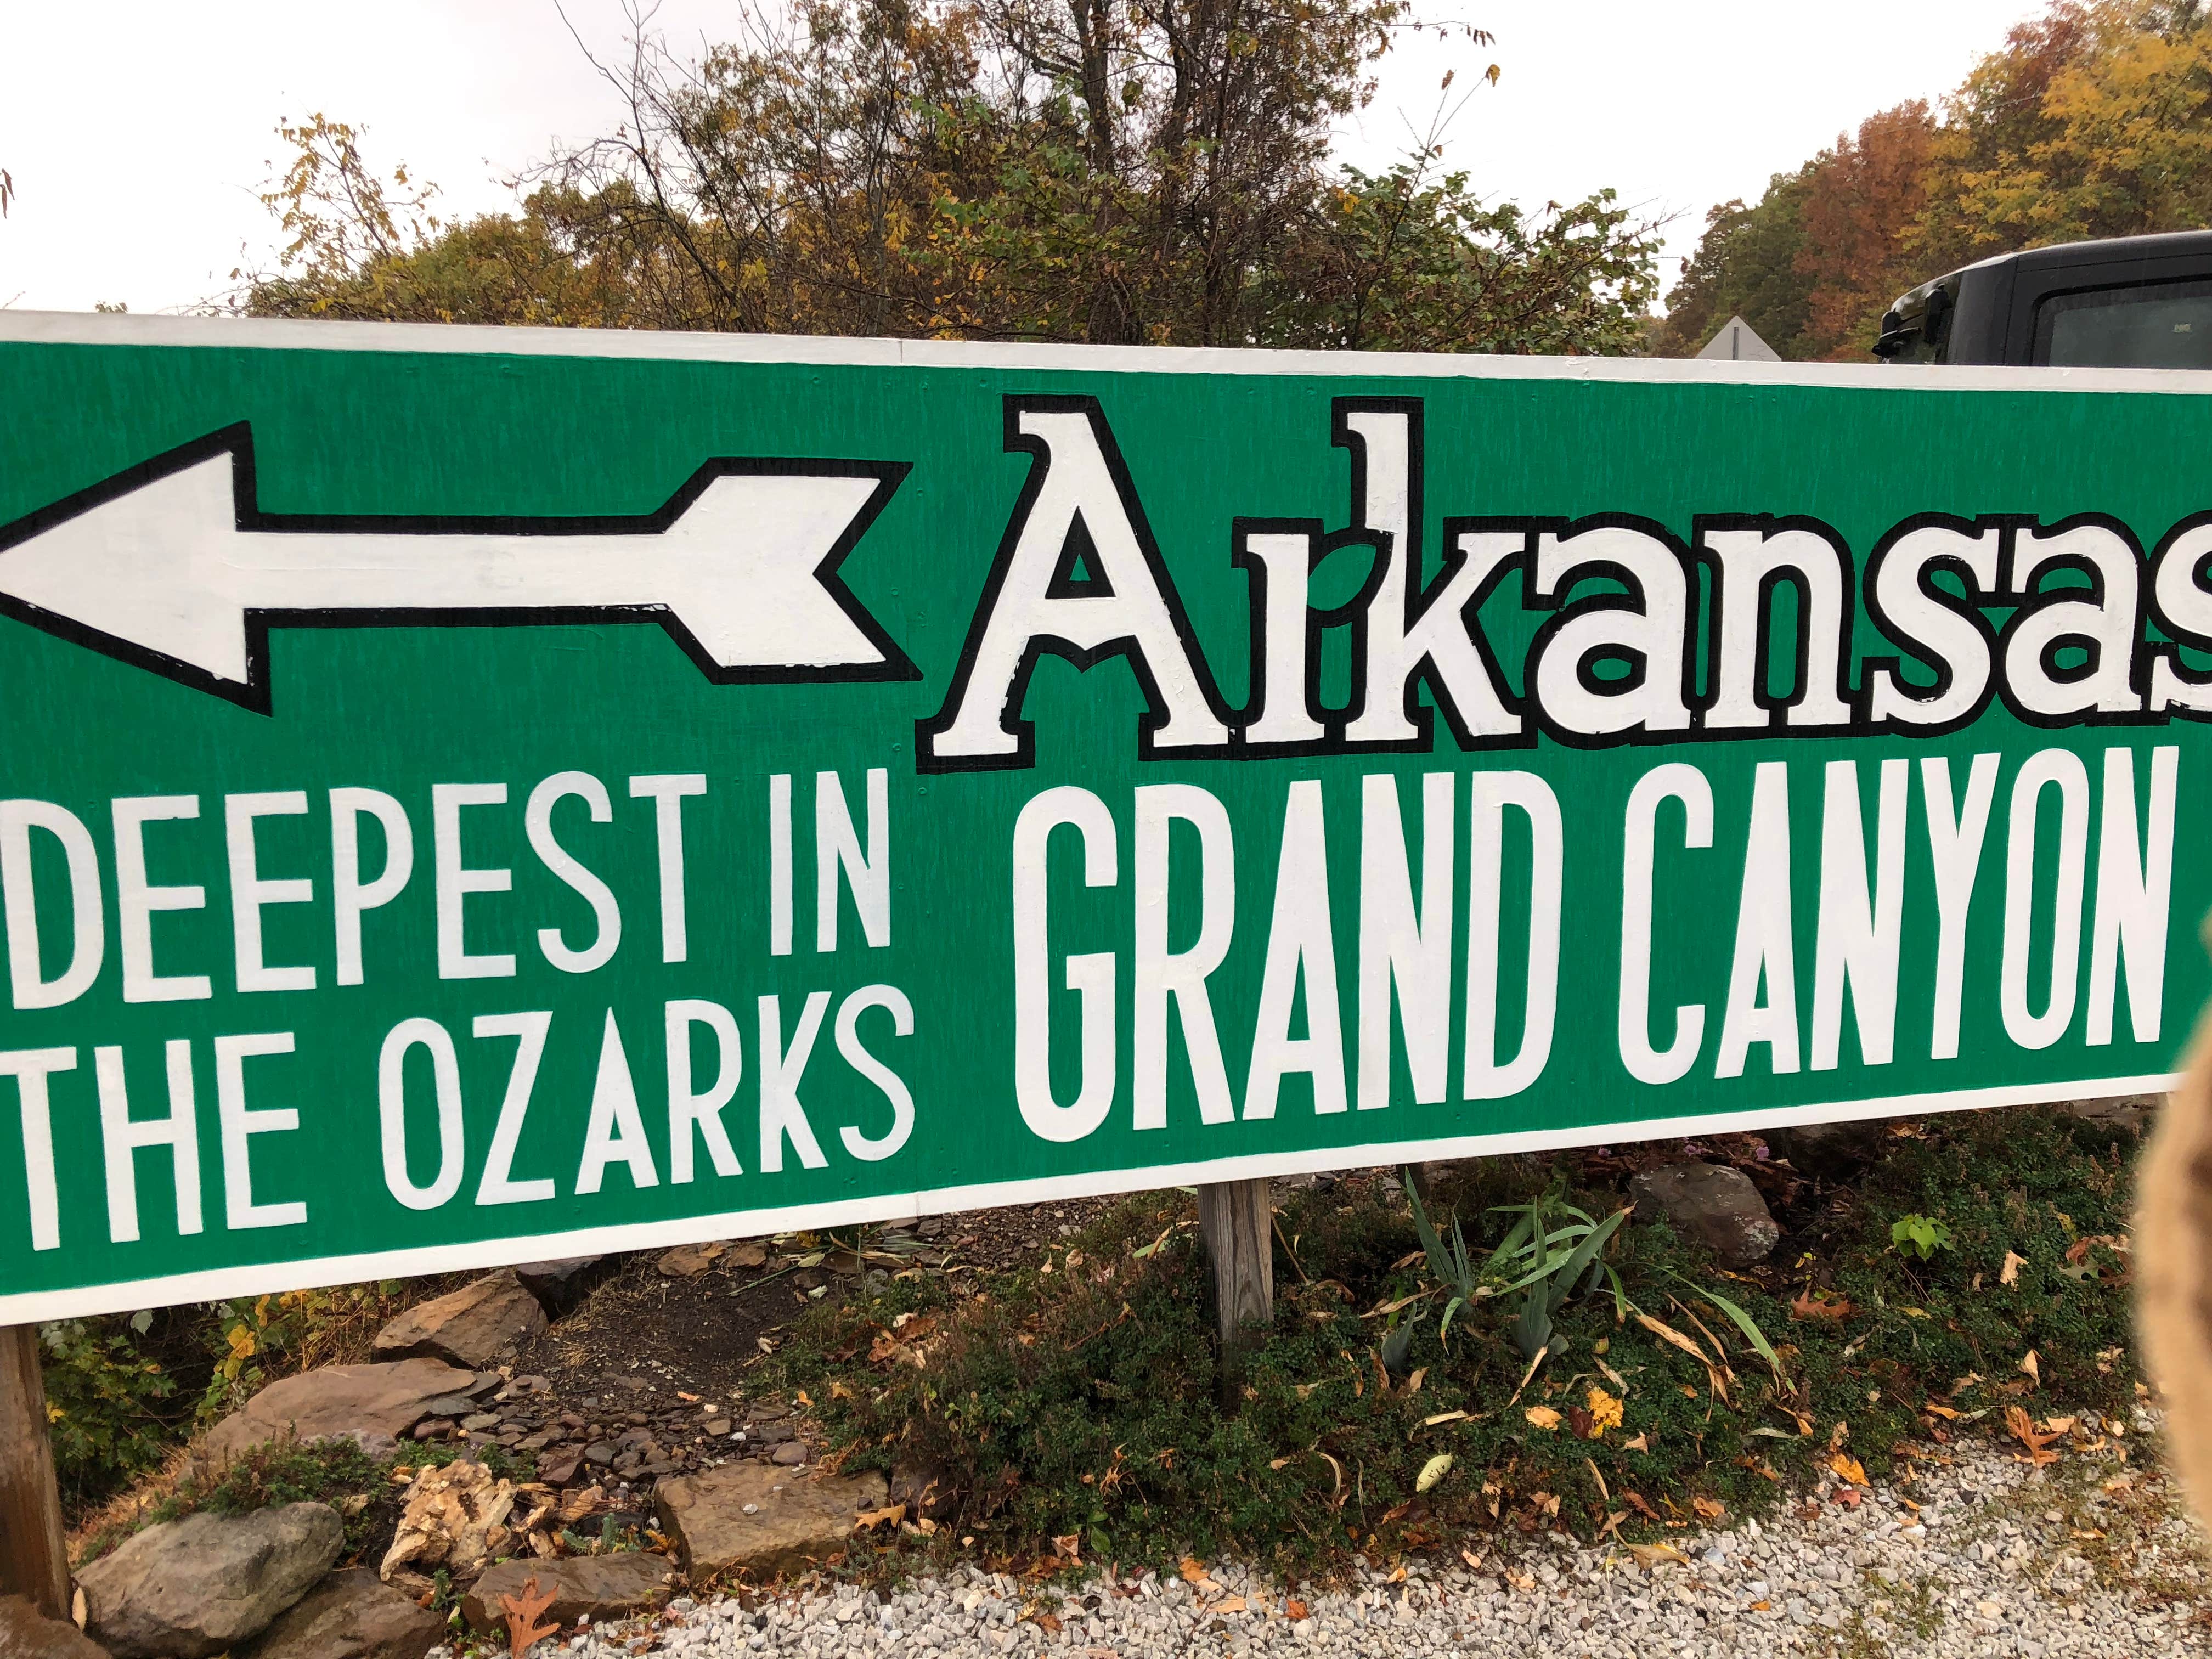 Arkansas
GRAND CANYON
DEEPEST IN
THE OZARKS